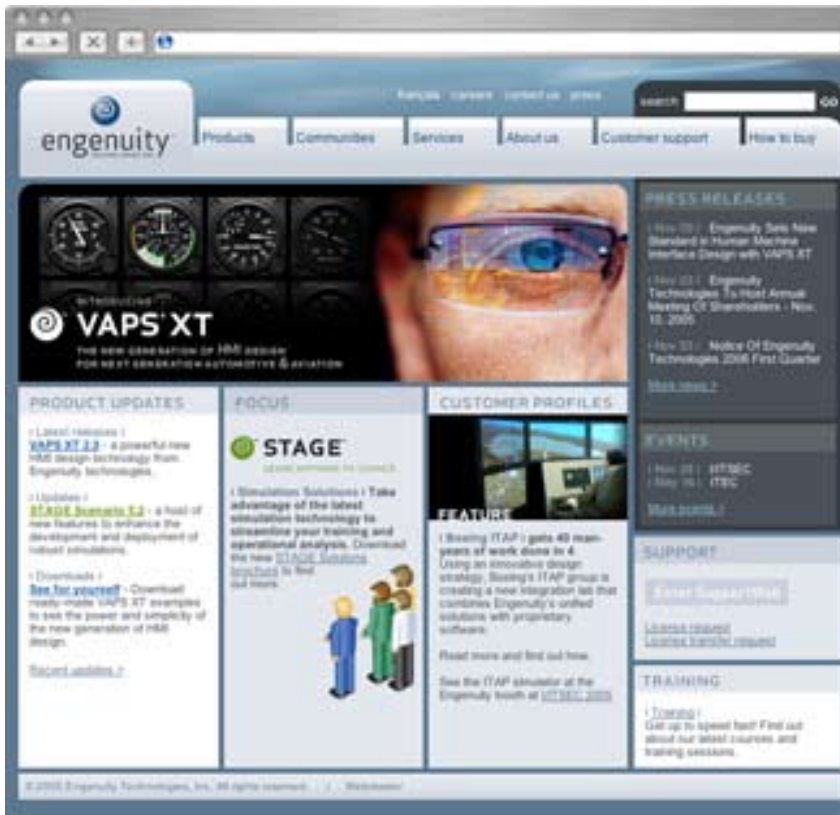 français careers contact us press
search GO
engenuity
Products Communities Services About us Customer support How to buy
INTRODUCING
VAPS XT
THE NEW GENERATION OF HMI DESIGN
FOR NEXT GENERATION AUTOMOTIVE & AVIATION
PRESS RELEASES
Engenuity Sets New
Standard in Human Machine
Interface Design with VAPS XT
Engenuity
Technologies To Host Annual
Meeting Of Shareholders - Nov.
10, 2005
Notice Of Engenuity
Technologies 2006 First Quarter
More news >
EVENTS
IITSEC
ITEC
More events >
SUPPORT
Enter
License request
License transfer request
TRAINING
Training
Get up to speed fast! Find out
about our latest courses and
training sessions.
PRODUCT UPDATES
Latest releases
VAPS XT - a powerful new
HMI design technology from
Engenuity technologies.
Updates
STAGE Scenario - a host of
new features to enhance the
development and deployment of
robust simulations.
Downloads
See for yourself - Download
ready-made VAPS XT examples
to see the power and simplicity of
the new generation of HMI
design.
Recent updates >
FOCUS
STAGE
Simulation Solutions | Take
advantage of the latest
simulation technology to
streamline your training and
operational analysis. Download
the new STAGE Solutions
brochure to find
out more.
CUSTOMER PROFILES
FEATURE
Boeing ITAP | gets 40 man-
years of work done in 4
Using an innovative design
strategy, Boeing's ITAP group is
creating a new integration lab that
combines Engenuity's unified
solutions with proprietary
software.
Read more and find out how.
See the ITAP simulator at the
Engenuity booth at IITSEC 2005
© 2005 Engenuity Technologies, Inc. All rights reserved. | Webmaster